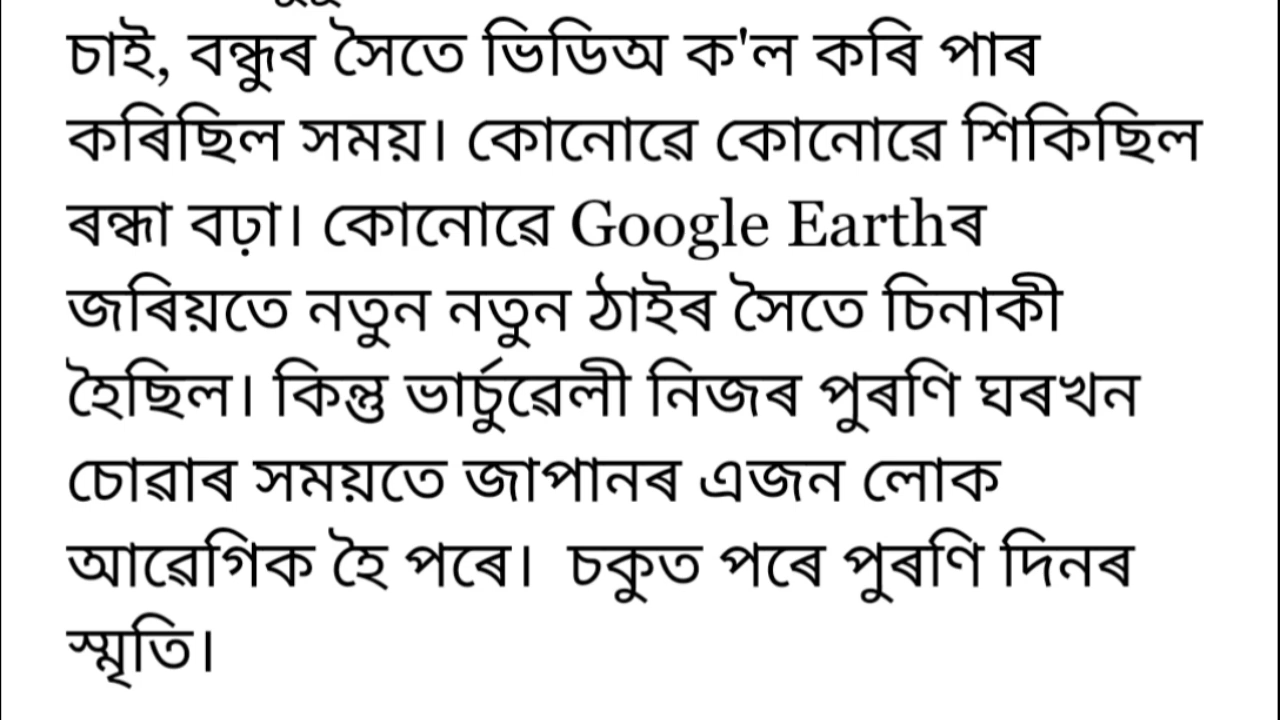 চাই, বন্ধুৰ সৈতে ভিডিঅ ক'ল কৰি পাৰ
কৰিছিল সময়। কোনোৱে কোনোৱে শিকিছিল
ৰন্ধা বঢ়া। কোনোৱে Google Earthৰ
জৰিয়তে নতুন নতুন ঠাইৰ সৈতে চিনাকী
হৈছিল। কিন্তু ভাৰ্চুৱেলী নিজৰ পুৰণি ঘৰখন
চোৱাৰ সময়তে জাপানৰ এজন লোক
আৱেগিক হৈ পৰে। চকুত পৰে পুৰণি দিনৰ
স্মৃতি।